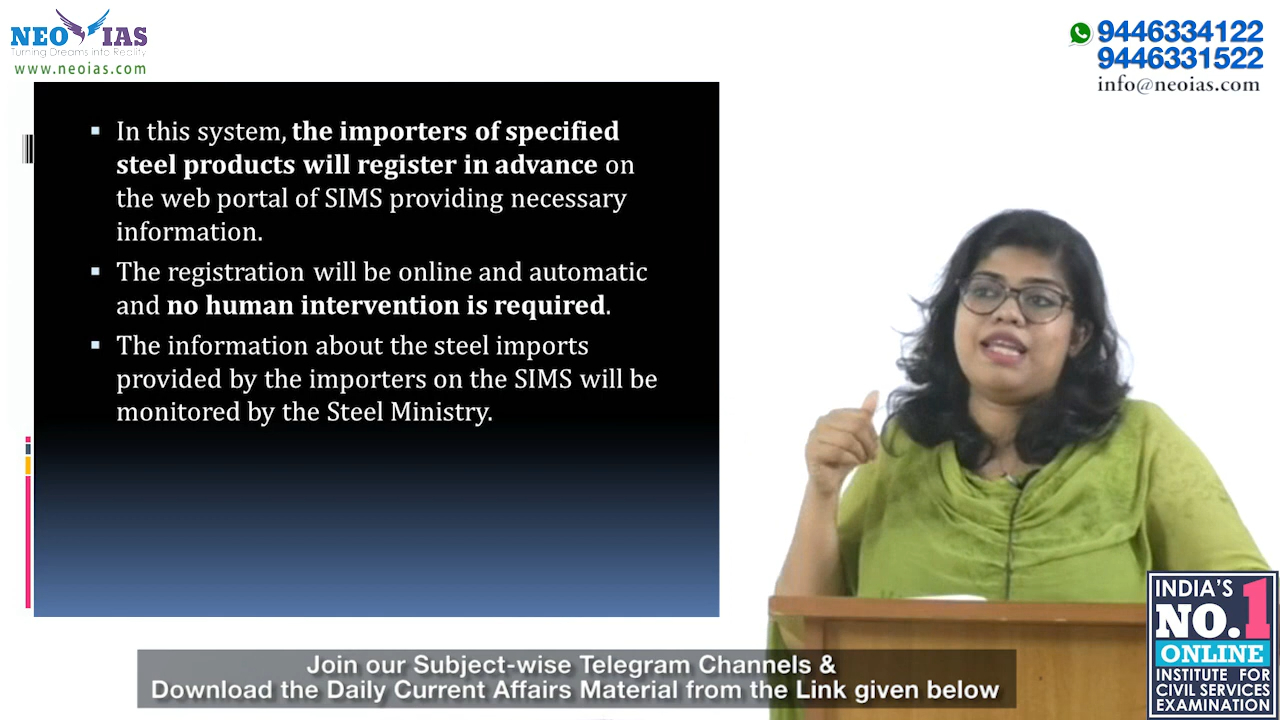 NEO IAS
Turning Dreams into Reality
www.neoias.com
9446334122
9446331522
info@neoias.com
In this system, the importers of specified
steel products will register in advance on
the web portal of SIMS providing necessary
information.
The registration will be online and automatic
and no human intervention is required.
The information about the steel imports
provided by the importers on the SIMS will be
monitored by the Steel Ministry.
INDIA'S
NO.1
ONLINE
INSTITUTE FOR
CIVIL SERVICES
EXAMINATION
Join our Subject-wise Telegram Channels &
Download the Daily Current Affairs Material from the Link given below